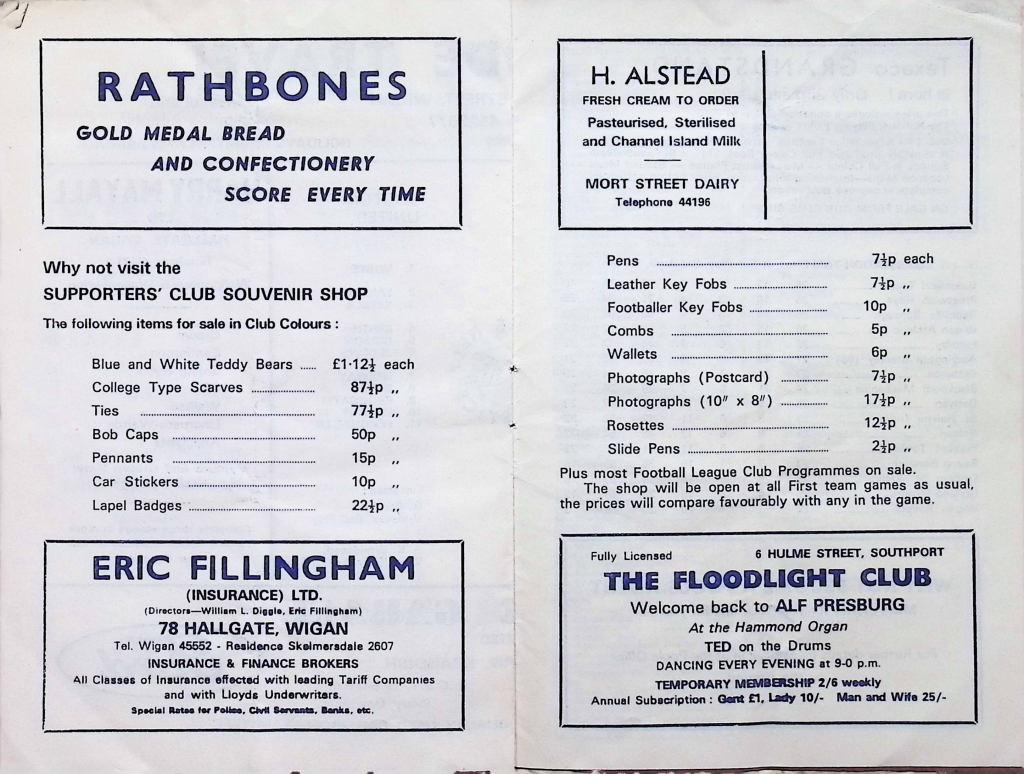 RATHBONES
GOLD MEDAL BREAD
AND CONFECTIONERY
SCORE EVERY TIME
Why not visit the
SUPPORTERS' CLUB SOUVENIR SHOP
The following items for sale in Club Colours :
Blue and White Teddy Bears ...... £1·12½ each
College Type Scarves ........ 87½p ,,
Ties ........ 77½p ,,
Bob Caps ........ 50p ,,
Pennants ........ 15p ,,
Car Stickers ........ 10p ,,
Lapel Badges ........ 22½p ,,
ERIC FILLINGHAM
(INSURANCE) LTD.
(Directors—William L. Diggle, Eric Fillingham)
78 HALLGATE, WIGAN
Tel. Wigan 45552 - Residence Skelmersdale 2607
INSURANCE & FINANCE BROKERS
All Classes of Insurance effected with leading Tariff Companies
and with Lloyds Underwriters.
Special Rates for Police, Civil Servants, Banks, etc.
H. ALSTEAD
FRESH CREAM TO ORDER
Pasteurised, Sterilised
and Channel Island Milk
MORT STREET DAIRY
Telephone 44196
Pens ........ 7½p each
Leather Key Fobs ........ 7½p ,,
Footballer Key Fobs ........ 10p ,,
Combs ........ 5p ,,
Wallets ........ 6p ,,
Photographs (Postcard) ........ 7½p ,,
Photographs (10" x 8") ........ 17½p ,,
Rosettes ........ 12½p ,,
Slide Pens ........ 2½p ,,
Plus most Football League Club Programmes on sale.
The shop will be open at all First team games as usual,
the prices will compare favourably with any in the game.
Fully Licensed 6 HULME STREET, SOUTHPORT
THE FLOODLIGHT CLUB
Welcome back to ALF PRESBURG
At the Hammond Organ
TED on the Drums
DANCING EVERY EVENING at 9-0 p.m.
TEMPORARY MEMBERSHIP 2/6 weekly
Annual Subscription : Gent £1, Lady 10/- Man and Wife 25/-